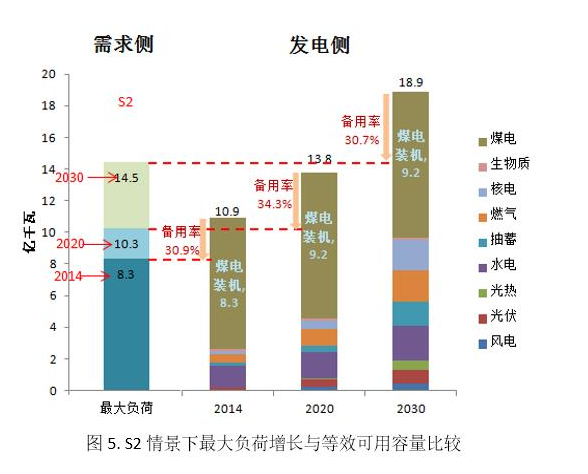 需求侧
发电侧
亿千瓦
20
18
16
14
12
10
8
6
4
2
0
S2
2030
14.5
2020
10.3
2014
8.3
备用率
30.9%
10.9
煤电
装机,
8.3
备用率
34.3%
13.8
煤电
装机,
9.2
备用率
30.7%
18.9
煤电
装机,
9.2
煤电
生物质
核电
燃气
抽蓄
水电
光热
光伏
风电
最大负荷
2014
2020
2030
图 5. S2 情景下最大负荷增长与等效可用容量比较